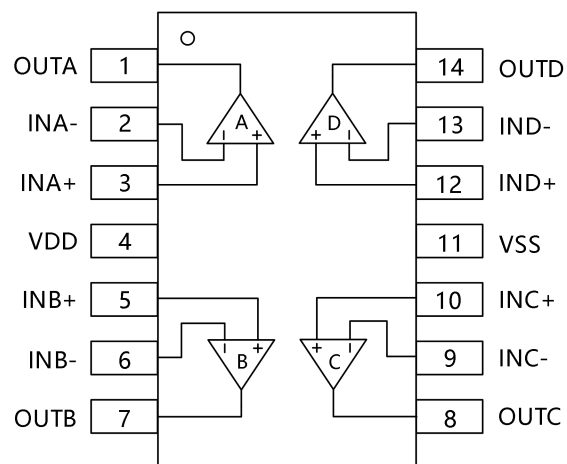 OUTA 1 14 OUTD
INA- 2 A D 13 IND-
- + + -
INA+ 3 12 IND+
VDD 4 11 VSS
INB+ 5 10 INC+
- + + -
INB- 6 B C 9 INC-
OUTB 7 8 OUTC